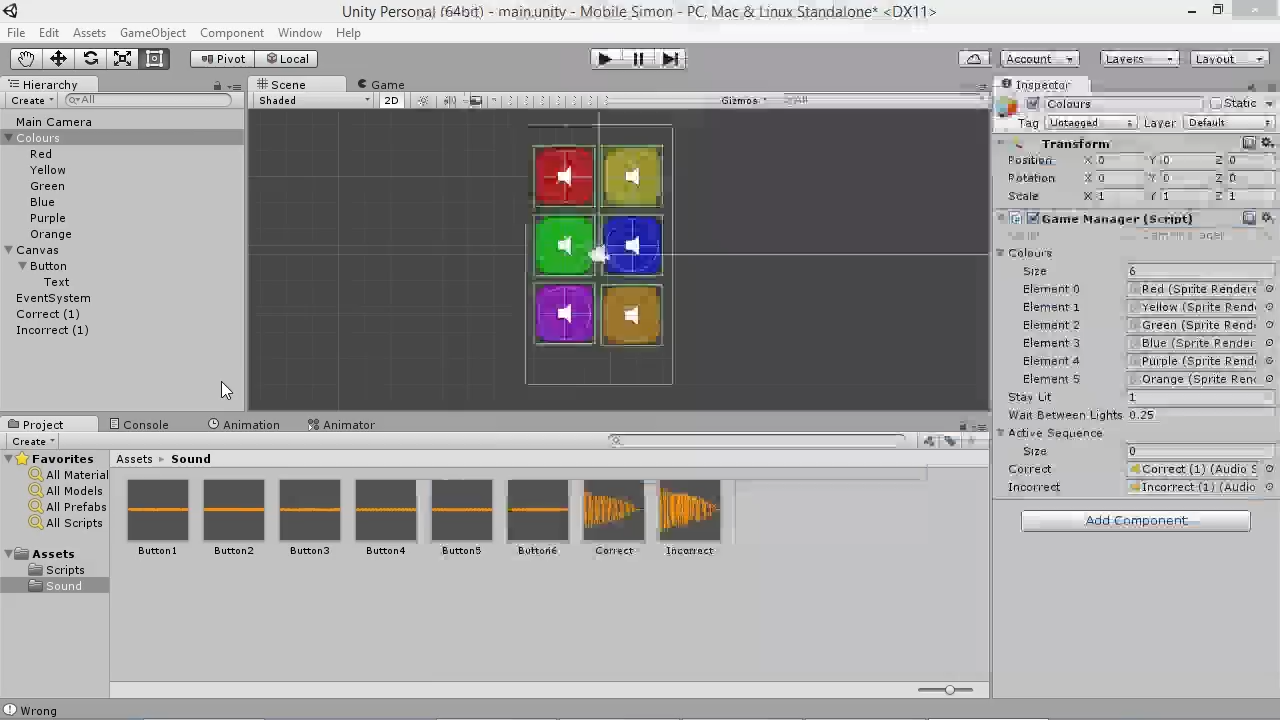 Unity Personal (64bit) - main.unity - Mobile Simon - PC, Mac & Linux Standalone* <DX11>
File Edit Assets GameObject Component Window Help
Pivot Local Account Layers Layout
Hierarchy Scene Game Inspector
Create All Shaded 2D Gizmos All Colours Static
Tag Untagged Layer Default
Main Camera
Colours
Red
Yellow
Green
Blue
Purple
Orange
Canvas
Button
Text
EventSystem
Correct (1)
Incorrect (1)
Transform
Position X 0 Y 0 Z 0
Rotation X 0 Y 0 Z 0
Scale X 1 Y 1 Z 1
Game Manager (Script)
Colours
Size 6
Element 0 Red (Sprite Rendere
Element 1 Yellow (Sprite Rende
Element 2 Green (Sprite Rend
Element 3 Blue (Sprite Render
Element 4 Purple (Sprite Rend
Element 5 Orange (Sprite Rend
Stay Lit 1
Wait Between Lights 0.25
Active Sequence
Size 0
Correct Correct (1) (Audio S
Incorrect Incorrect (1) (Audio
Add Component
Project Console Animation Animator
Create
Favorites
All Material
All Models
All Prefabs
All Scripts
Assets
Scripts
Sound
Assets ▸ Sound
Button1 Button2 Button3 Button4 Button5 Button6 Correct Incorrect
Wrong